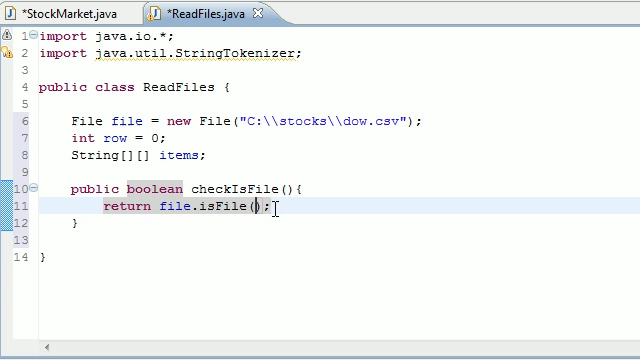 *StockMarket.java *ReadFiles.java
1 import java.io.*;
2 import java.util.StringTokenizer;
3
4 public class ReadFiles {
5
6 File file = new File("C:\\stocks\\dow.csv");
7 int row = 0;
8 String[][] items;
9
10 public boolean checkIsFile(){
11 return file.isFile();
12 }
13
14 }